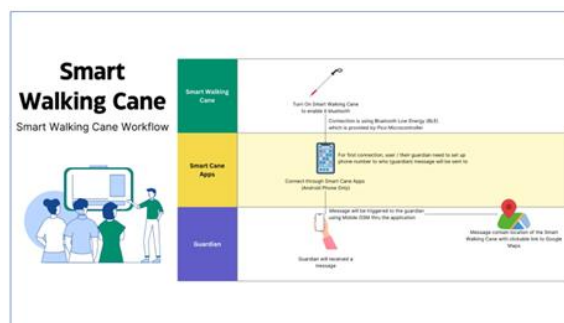 Smart
Walking Cane
Smart Walking Cane Workflow
Smart Walking
Cane
Turn On Smart Walking Cane
to enable it bluetooth
Connection is using Bluetooth Low Energy (BLE)
which is provided by Pico Microcontroller
Smart Cane
Apps
For first connection, user / their guardian need to set up
phone number to who (guardian) message will be sent to
Connect through Smart Cane Apps
(Android Phone Only)
Guardian
Message will be triggered to the guardian
using Mobile GSM thru the application
Guardian will received a
message
Message contain location of the Smart
Walking Cane with clickable link to Google
Maps